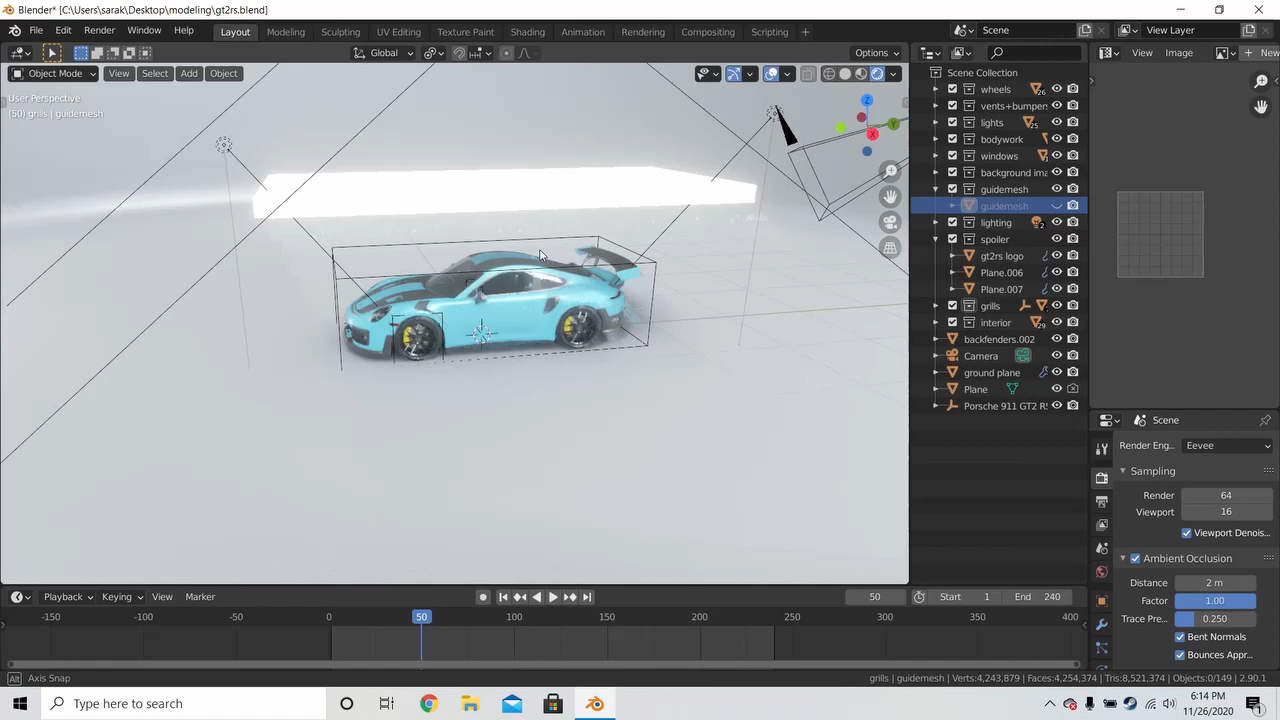 Blender* [C:\Users\sarak\Desktop\modeling\gt2rs.blend]
File Edit Render Window Help
Layout Modeling Sculpting UV Editing Texture Paint Shading Animation Rendering Compositing Scripting +
Scene View Layer
Global Options
View Image New
Object Mode View Select Add Object
User Perspective
(50) grills | guidemesh
Z
Y
X
Scene Collection
wheels 26
vents+bumpers
lights 25
bodywork
windows
background ima
guidemesh
guidemesh
lighting 2
spoiler
gt2rs logo
Plane.006
Plane.007
grills
interior 29
backfenders.002
Camera
ground plane
Plane
Porsche 911 GT2 RS
Scene
Render Eng... Eevee
Sampling
Render 64
Viewport 16
Viewport Denois...
Ambient Occlusion
Distance 2 m
Factor 1.00
Trace Pre... 0.250
Bent Normals
Bounces Appr...
Playback Keying View Marker 50 Start 1 End 240
-150 -100 -50 0 50 100 150 200 250 300 350 400
Alt Axis Snap
grills | guidemesh | Verts:4,243,879 | Faces:4,254,374 | Tris:8,521,374 | Objects:0/149 | 2.90.1
Type here to search
6:14 PM
11/26/2020